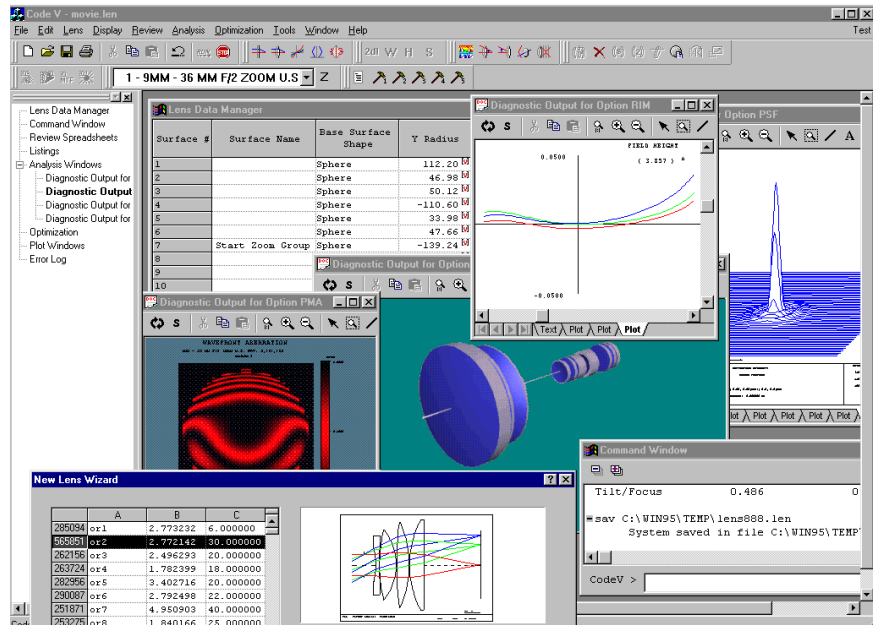 Code V - movie.len
File Edit Lens Display Review Analysis Optimization Tools Window Help Test
1 - 9MM - 36 MM F/2 ZOOM U.S Z
Lens Data Manager
Command Window
Review Spreadsheets
Listings
Analysis Windows
Diagnostic Output for
Diagnostic Output
Diagnostic Output for
Diagnostic Output for
Optimization
Plot Windows
Error Log
Lens Data Manager
Surface # Surface Name Base Surface Shape Y Radius
1 Sphere 112.20 M
2 Sphere 46.98 M
3 Sphere 50.12 M
4 Sphere -110.60 M
5 Sphere 33.98 M
6 Sphere 47.66 M
7 Start Zoom Group Sphere -139.24 M
8
9
10
Diagnostic Output for Option RIM
S
FIELD HEIGHT
0.0500
-0.0500
Text Plot Plot Plot
r Option PSF
A
lot Plot Plot Plot Plot
Diagnostic Output for Option
S
Diagnostic Output for Option PMA
S
WAVEFRONT ABERRATION
Command Window
Tilt/Focus 0.486 0
sav C:\WIN95\TEMP\lens888.len
System saved in file C:\WIN95\TEMP
CodeV >
New Lens Wizard
A B C
285094 or1 2.773232 6.000000
565851 or2 2.772142 30.000000
262156 or3 2.496293 20.000000
263724 or4 1.782399 18.000000
282956 or5 3.402716 20.000000
290087 or6 2.792498 22.000000
251871 or7 4.950903 40.000000
253275 or8 1.840166 25.000000